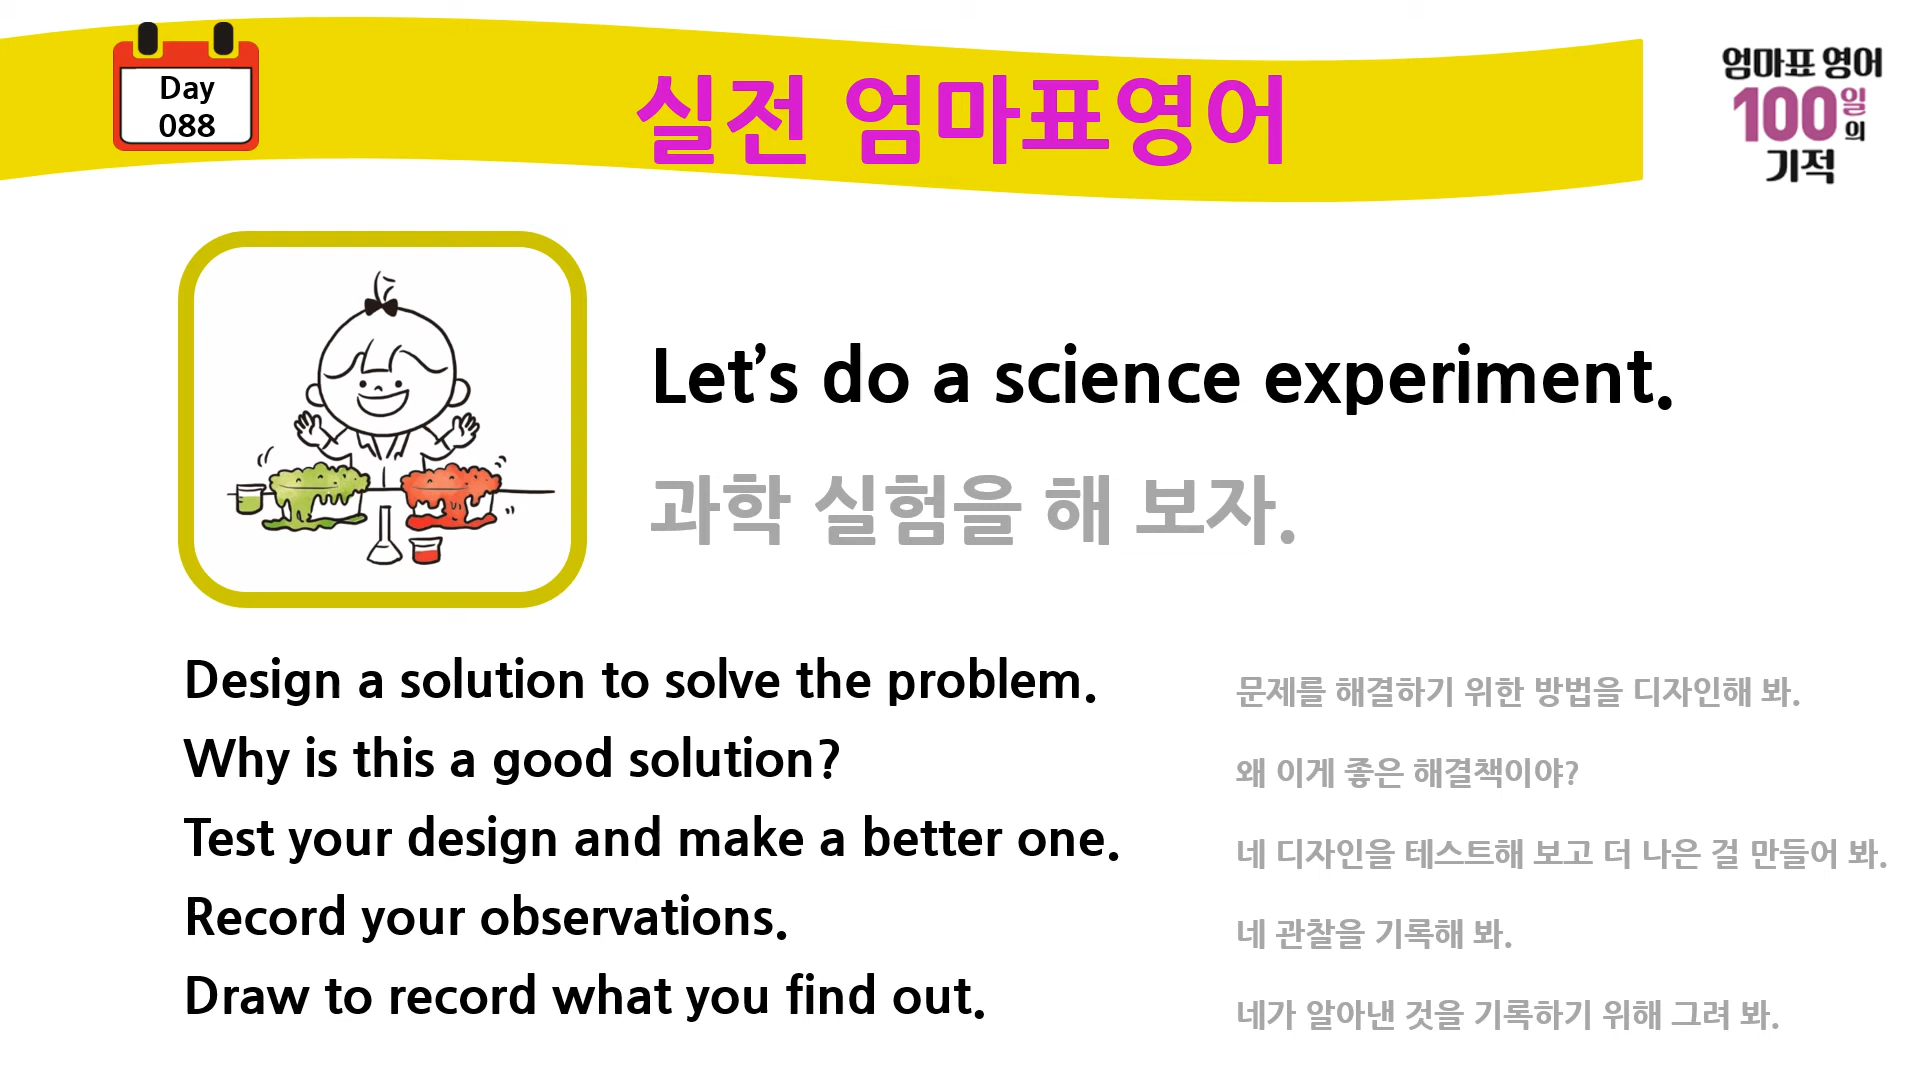 Day
088
실전 엄마표영어
엄마표 영어
100일의
기적
Let’s do a science experiment.
과학 실험을 해 보자.
Design a solution to solve the problem.
문제를 해결하기 위한 방법을 디자인해 봐.
Why is this a good solution?
왜 이게 좋은 해결책이야?
Test your design and make a better one.
네 디자인을 테스트해 보고 더 나은 걸 만들어 봐.
Record your observations.
네 관찰을 기록해 봐.
Draw to record what you find out.
네가 알아낸 것을 기록하기 위해 그려 봐.